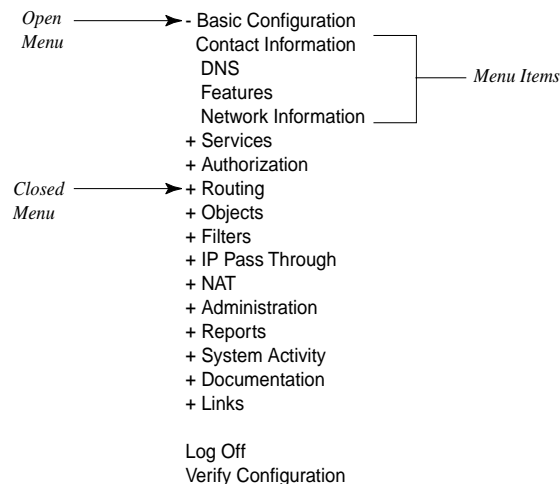 Open
Menu
- Basic Configuration
Contact Information
DNS
Features
Network Information
Menu Items
+ Services
+ Authorization
Closed
Menu
+ Routing
+ Objects
+ Filters
+ IP Pass Through
+ NAT
+ Administration
+ Reports
+ System Activity
+ Documentation
+ Links
Log Off
Verify Configuration